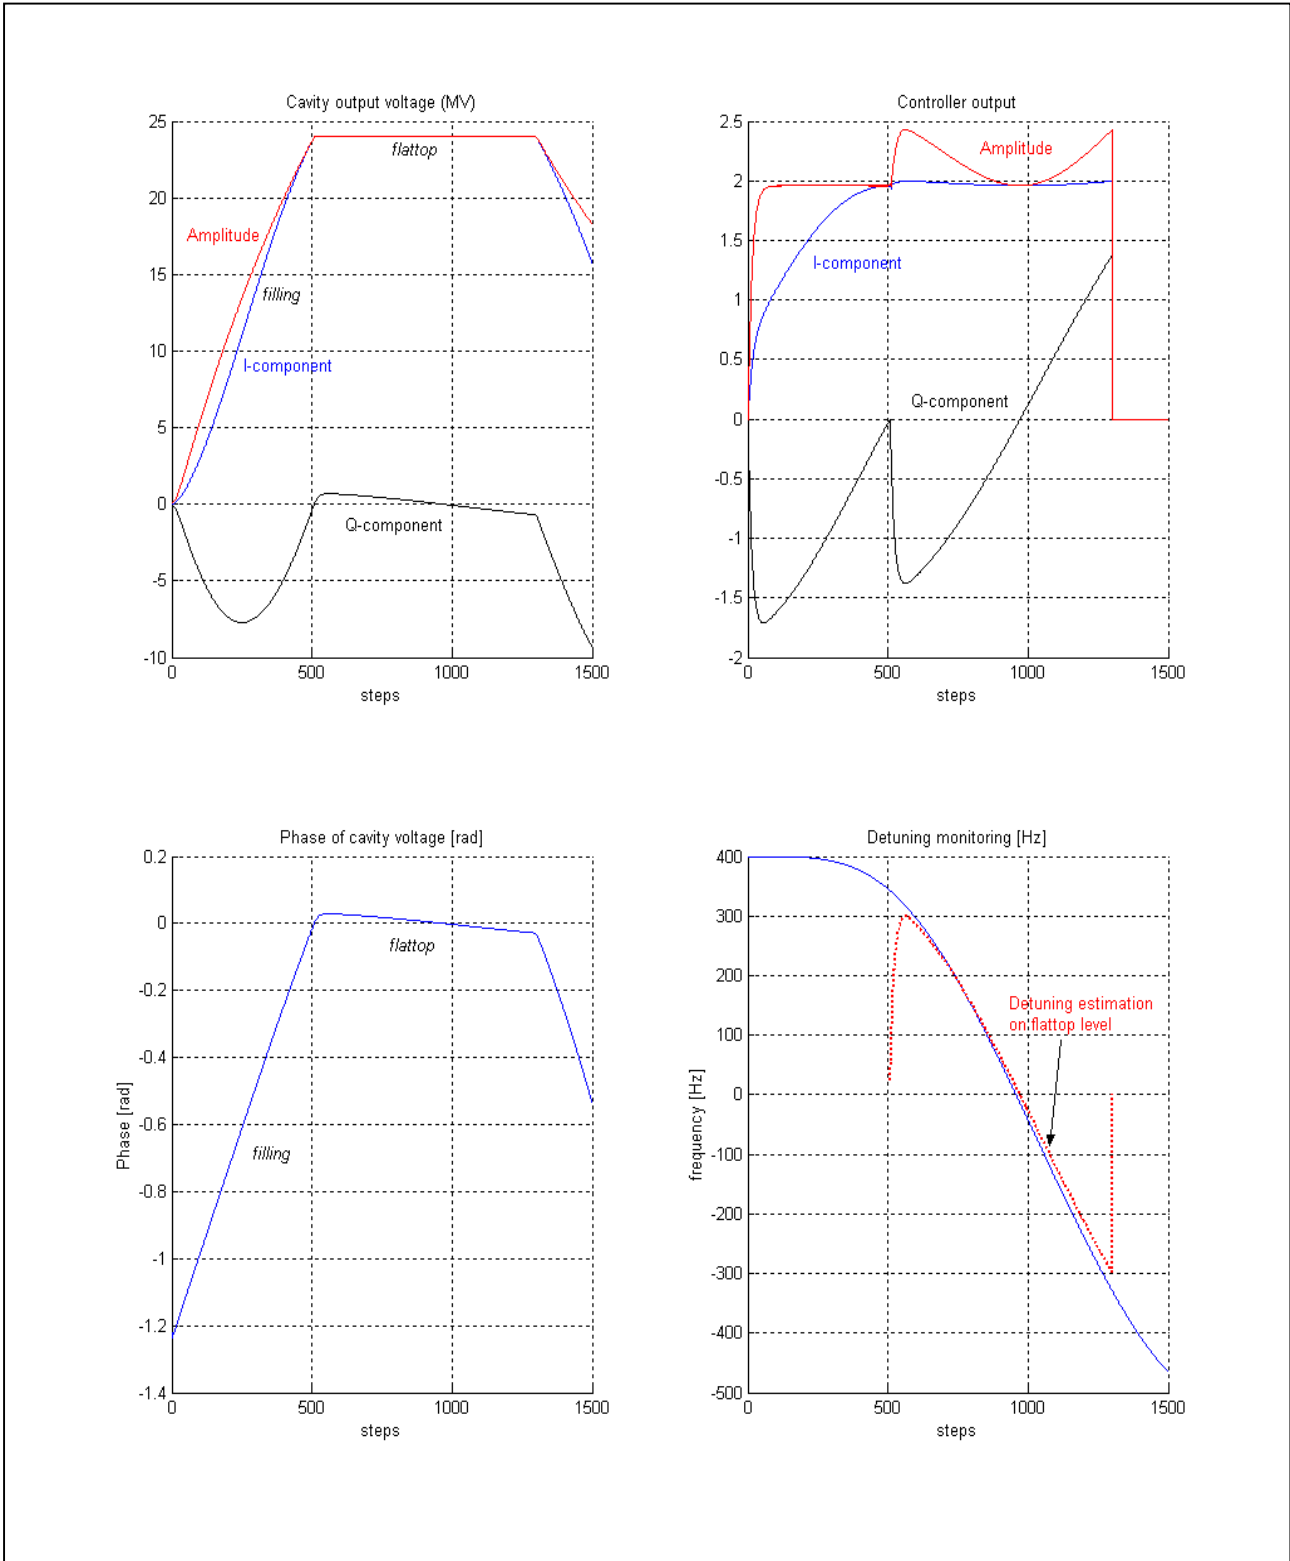 Cavity output voltage (MV)
25
20
15
10
5
0
-5
-10
0
500
1000
1500
steps
flattop
Amplitude
filling
I-component
Q-component
Controller output
2.5
2
1.5
1
0.5
0
-0.5
-1
-1.5
-2
0
500
1000
1500
steps
Amplitude
I-component
Q-component
Phase of cavity voltage [rad]
0.2
0
-0.2
-0.4
-0.6
-0.8
-1
-1.2
-1.4
0
500
1000
1500
steps
Phase [rad]
flattop
filling
Detuning monitoring [Hz]
400
300
200
100
0
-100
-200
-300
-400
-500
0
500
1000
1500
steps
frequency [Hz]
Detuning estimation
on flattop level